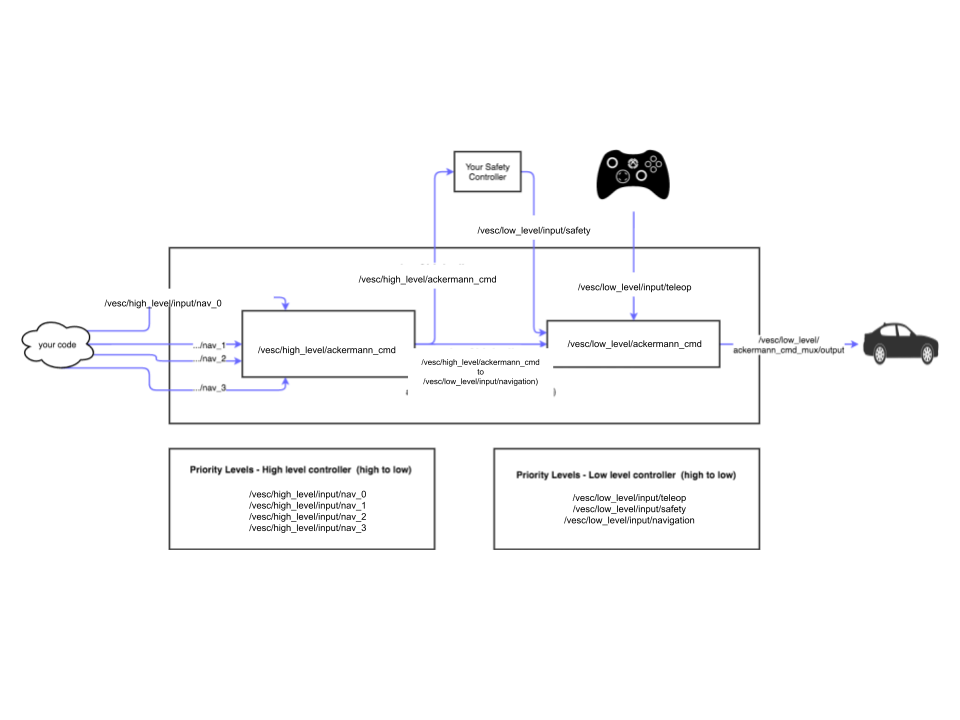 Your Safety
Controller
/vesc/low_level/input/safety
/vesc/high_level/ackermann_cmd
/vesc/low_level/input/teleop
/vesc/high_level/input/nav_0
your code
.../nav_1
.../nav_2
.../nav_3
/vesc/high_level/ackermann_cmd
/vesc/high_level/ackermann_cmd
to
/vesc/low_level/input/navigation)
)
/vesc/low_level/ackermann_cmd
/vesc/low_level/
ackermann_cmd_mux/output
Priority Levels - High level controller (high to low)
/vesc/high_level/input/nav_0
/vesc/high_level/input/nav_1
/vesc/high_level/input/nav_2
/vesc/high_level/input/nav_3
Priority Levels - Low level controller (high to low)
/vesc/low_level/input/teleop
/vesc/low_level/input/safety
/vesc/low_level/input/navigation